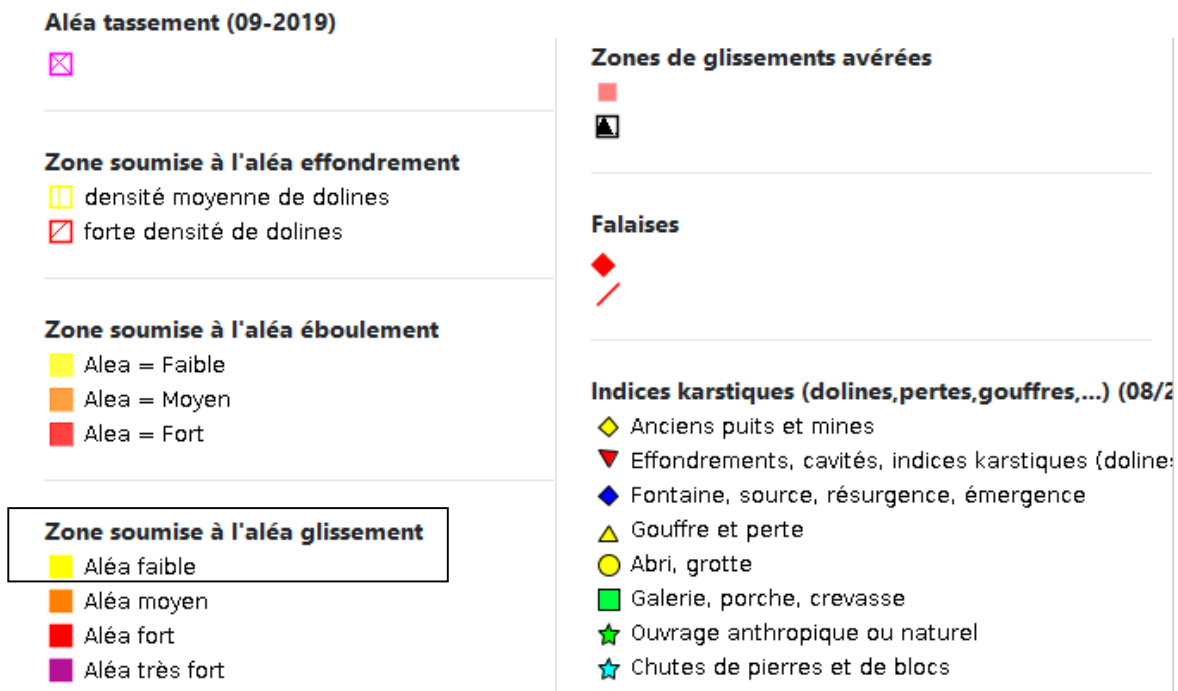 Aléa tassement (09-2019)
Zone soumise à l'aléa effondrement
densité moyenne de dolines
forte densité de dolines
Zone soumise à l'aléa éboulement
Alea = Faible
Alea = Moyen
Alea = Fort
Zone soumise à l'aléa glissement
Aléa faible
Aléa moyen
Aléa fort
Aléa très fort
Zones de glissements avérées
Falaises
Indices karstiques (dolines,pertes,gouffres,...) (08/2
Anciens puits et mines
Effondrements, cavités, indices karstiques (doline
Fontaine, source, résurgence, émergence
Gouffre et perte
Abri, grotte
Galerie, porche, crevasse
Ouvrage anthropique ou naturel
Chutes de pierres et de blocs